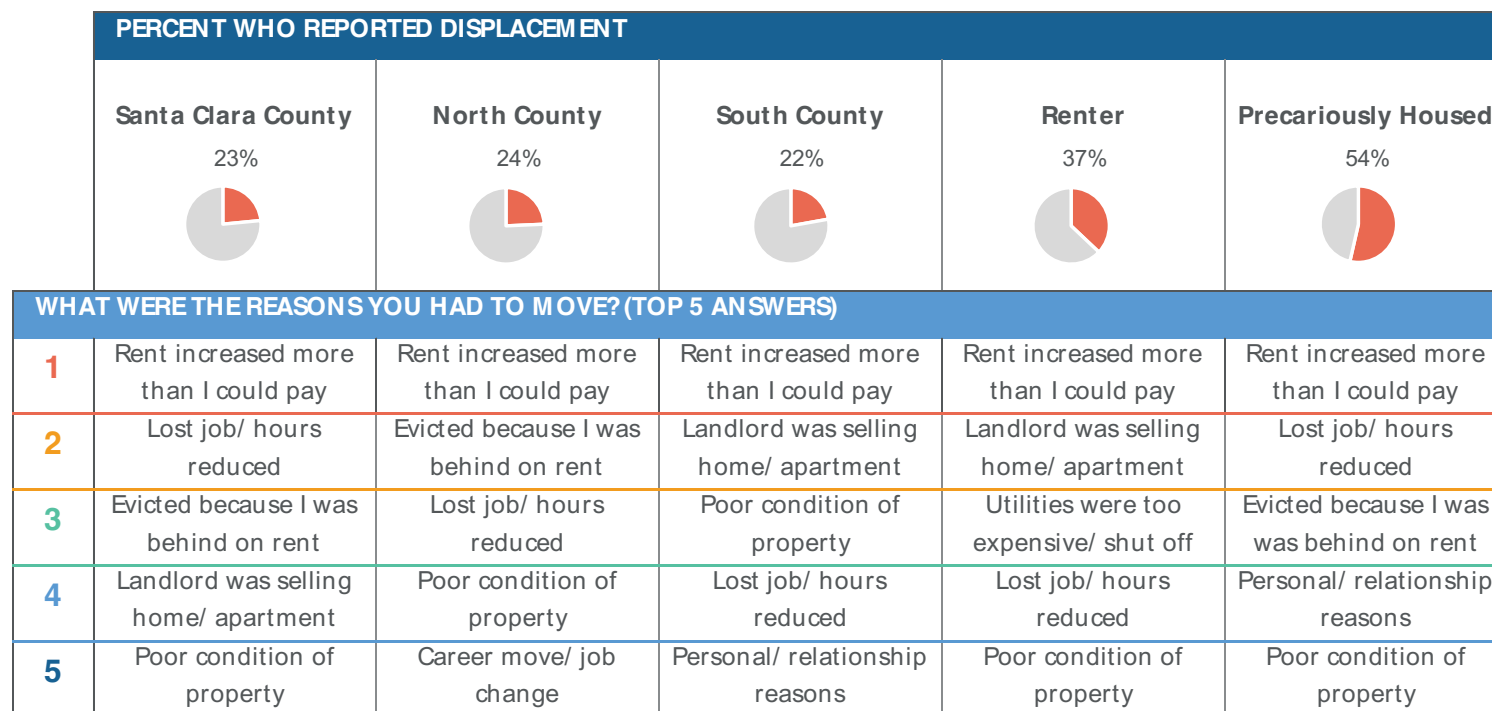 PERCENT WHO REPORTED DISPLACEMENT
Santa Clara County North County South County Renter Precariously Housed
23% 24% 22% 37% 54%
WHAT WERE THE REASONS YOU HAD TO MOVE? (TOP 5 ANSWERS)
1
Rent increased more
than I could pay
Rent increased more
than I could pay
Rent increased more
than I could pay
Rent increased more
than I could pay
Rent increased more
than I could pay
2
Lost job/ hours
reduced
Evicted because I was
behind on rent
Landlord was selling
home/ apartment
Landlord was selling
home/ apartment
Lost job/ hours
reduced
3
Evicted because I was
behind on rent
Lost job/ hours
reduced
Poor condition of
property
Utilities were too
expensive/ shut off
Evicted because I was
was behind on rent
4
Landlord was selling
home/ apartment
Poor condition of
property
Lost job/ hours
reduced
Lost job/ hours
reduced
Personal/ relationship
reasons
5
Poor condition of
property
Career move/ job
change
Personal/ relationship
reasons
Poor condition of
property
Poor condition of
property